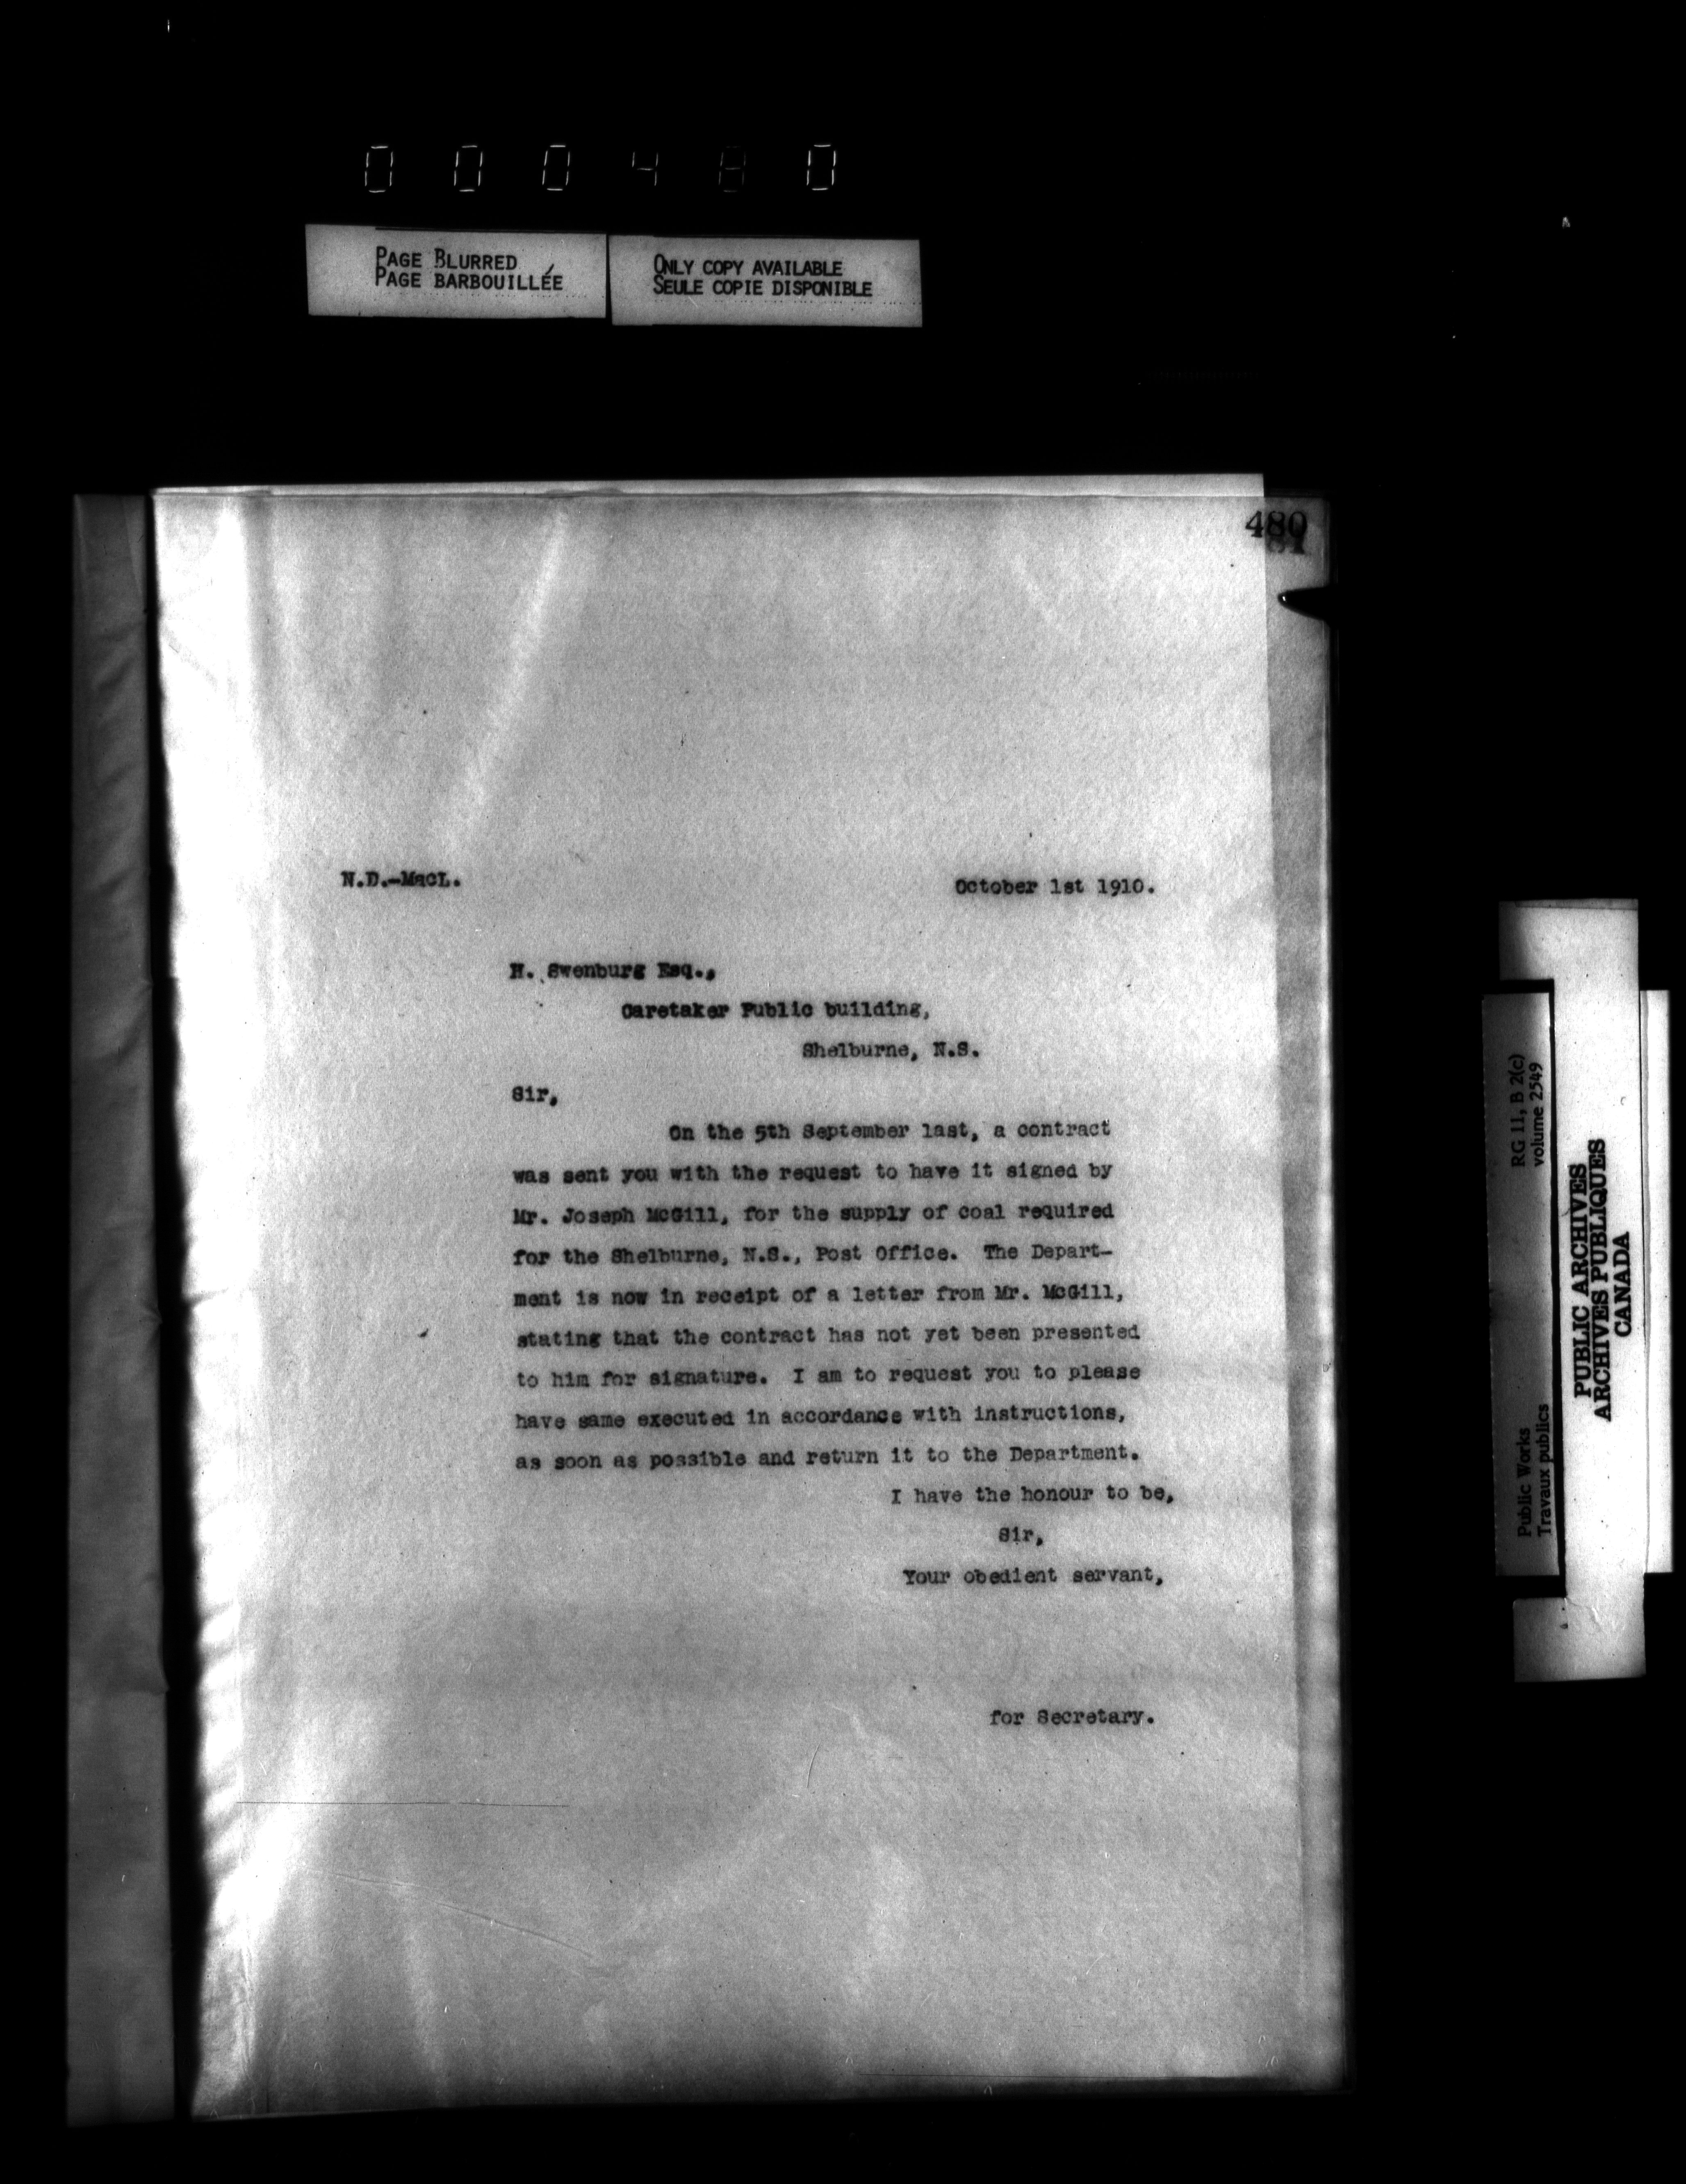 000480
PAGE BLURRED
PAGE BARBOUILLÉE
ONLY COPY AVAILABLE
SEULE COPIE DISPONIBLE
480
81
N.D.-MacL.
October 1st 1910.
H. Swenburg Esq.,
Caretaker Public building,
Shelburne, N.S.
Sir,
On the 5th September last, a contract
was sent you with the request to have it signed by
Mr. Joseph McGill, for the supply of coal required
for the Shelburne, N.S., Post Office. The Depart-
ment is now in receipt of a letter from Mr. McGill,
stating that the contract has not yet been presented
to him for signature. I am to request you to please
have same executed in accordance with instructions,
as soon as possible and return it to the Department.
I have the honour to be,
Sir,
Your obedient servant,
for Secretary.
Public Works
Travaux publics
RG 11, B 2(c)
volume 2549
PUBLIC ARCHIVES
ARCHIVES PUBLIQUES
CANADA